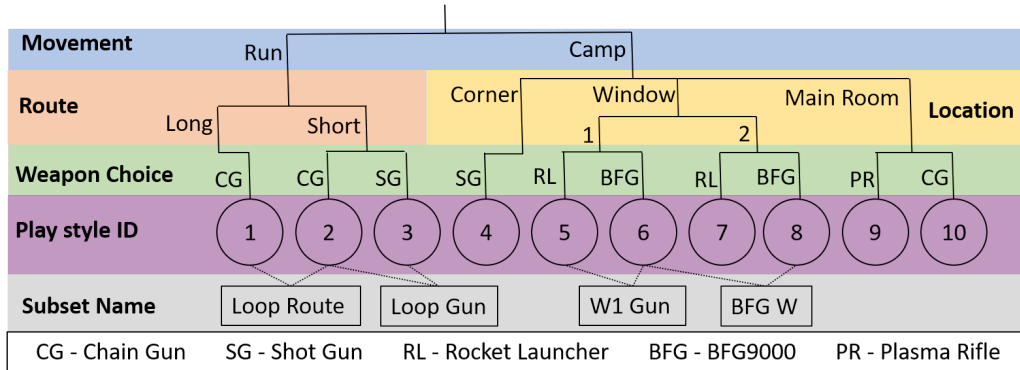 Movement
Run
Camp
Route
Corner
Window
Main Room
Location
Long
Short
1
2
Weapon Choice
CG
CG
SG
SG
RL
BFG
RL
BFG
PR
CG
Play style ID
1
2
3
4
5
6
7
8
9
10
Subset Name
Loop Route
Loop Gun
W1 Gun
BFG W
CG - Chain Gun SG - Shot Gun RL - Rocket Launcher BFG - BFG9000 PR - Plasma Rifle